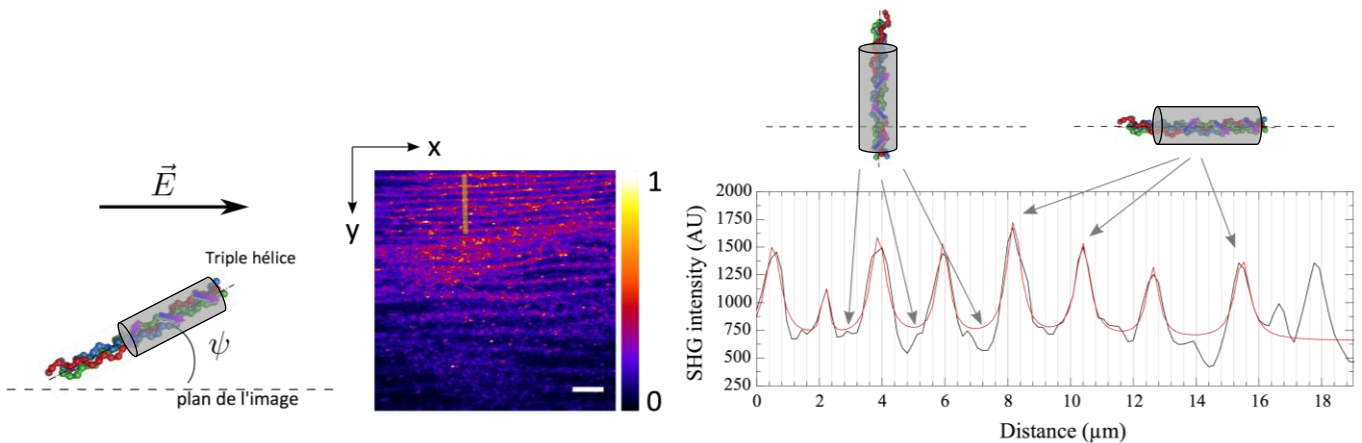 E
Triple hélice
ψ
plan de l'image
x
y
1
0
SHG intensity (AU)
2000
1750
1500
1250
1000
750
500
250
0 2 4 6 8 10 12 14 16 18
Distance (µm)